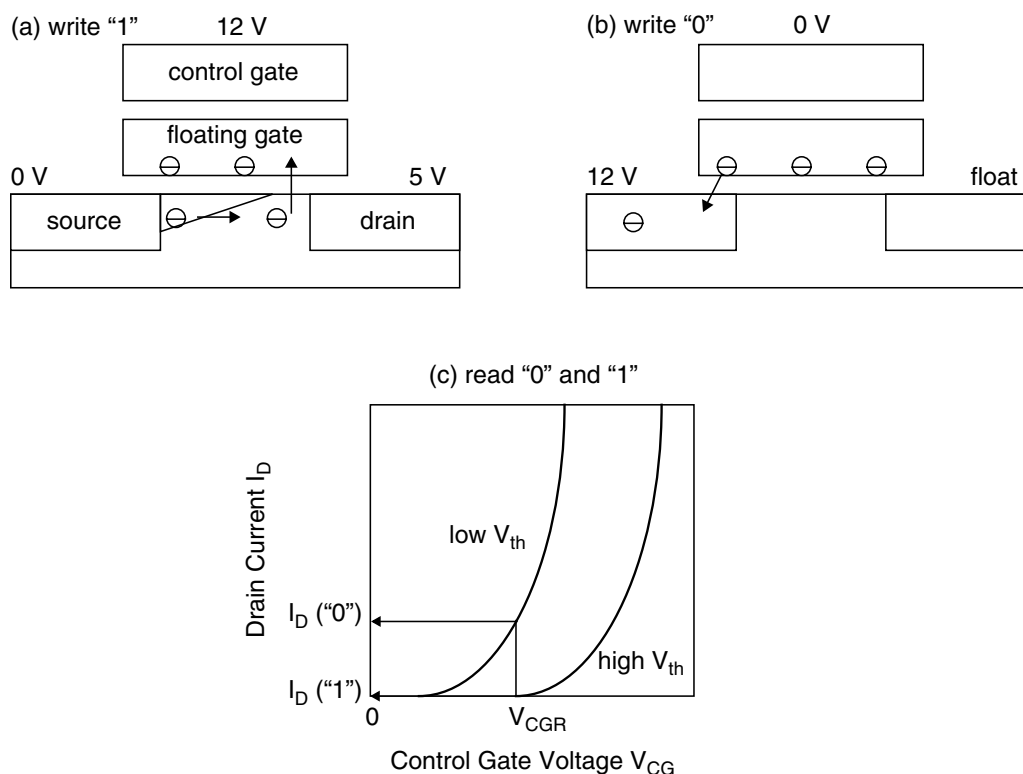 (a) write “1”
12 V
control gate
floating gate
0 V
5 V
source
drain
(b) write “0”
0 V
12 V
float
(c) read “0” and “1”
Drain Current I_D
low V_th
high V_th
I_D (“0”)
I_D (“1”)
0
V_CGR
Control Gate Voltage V_CG